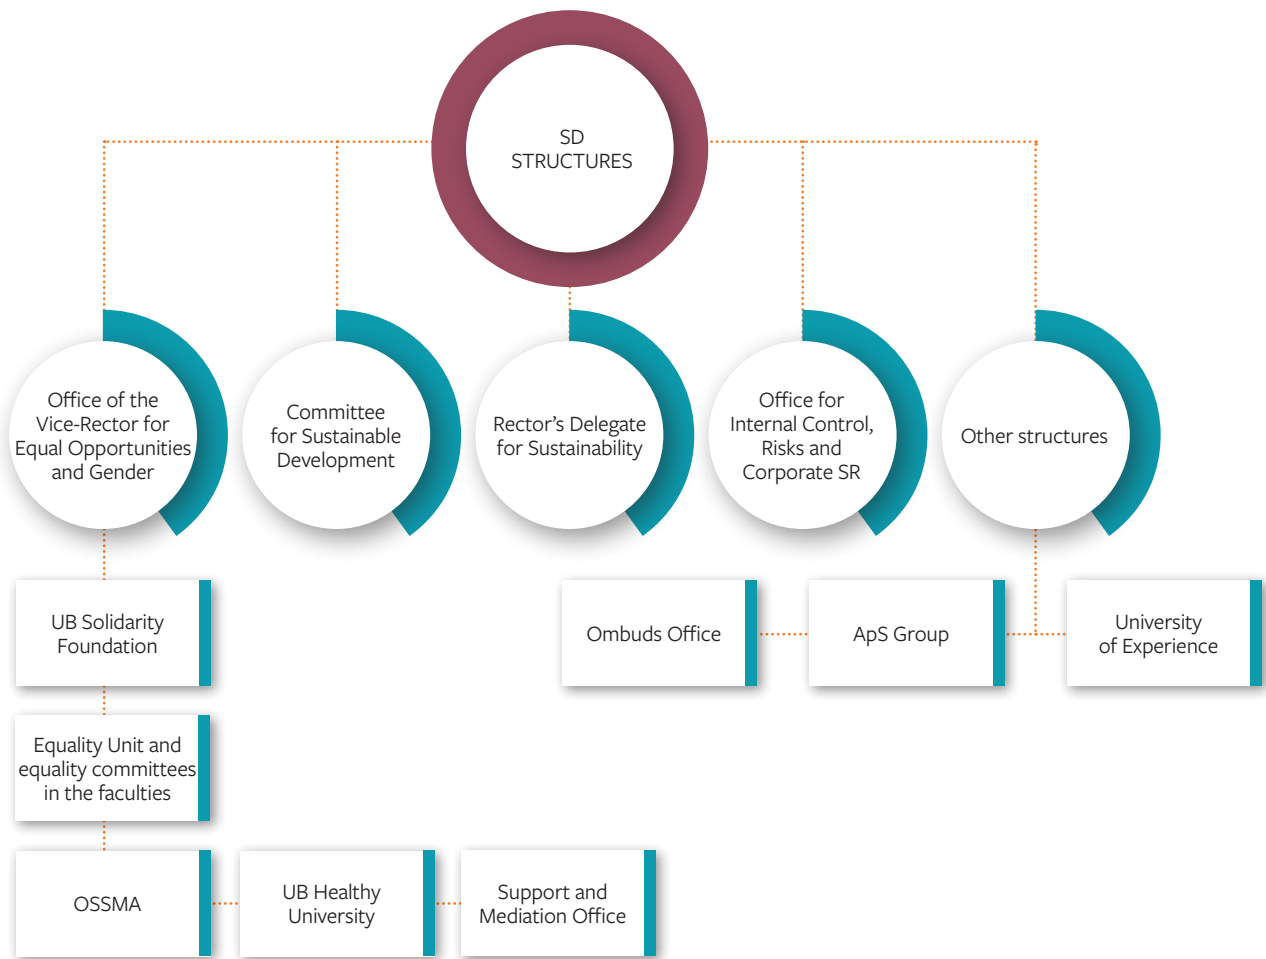 SD
STRUCTURES
Office of the
Vice-Rector for
Equal Opportunities
and Gender
Committee
for Sustainable
Development
Rector’s Delegate
for Sustainability
Office for
Internal Control,
Risks and
Corporate SR
Other structures
UB Solidarity
Foundation
Ombuds Office
ApS Group
University
of Experience
Equality Unit and
equality committees
in the faculties
OSSMA
UB Healthy
University
Support and
Mediation Office